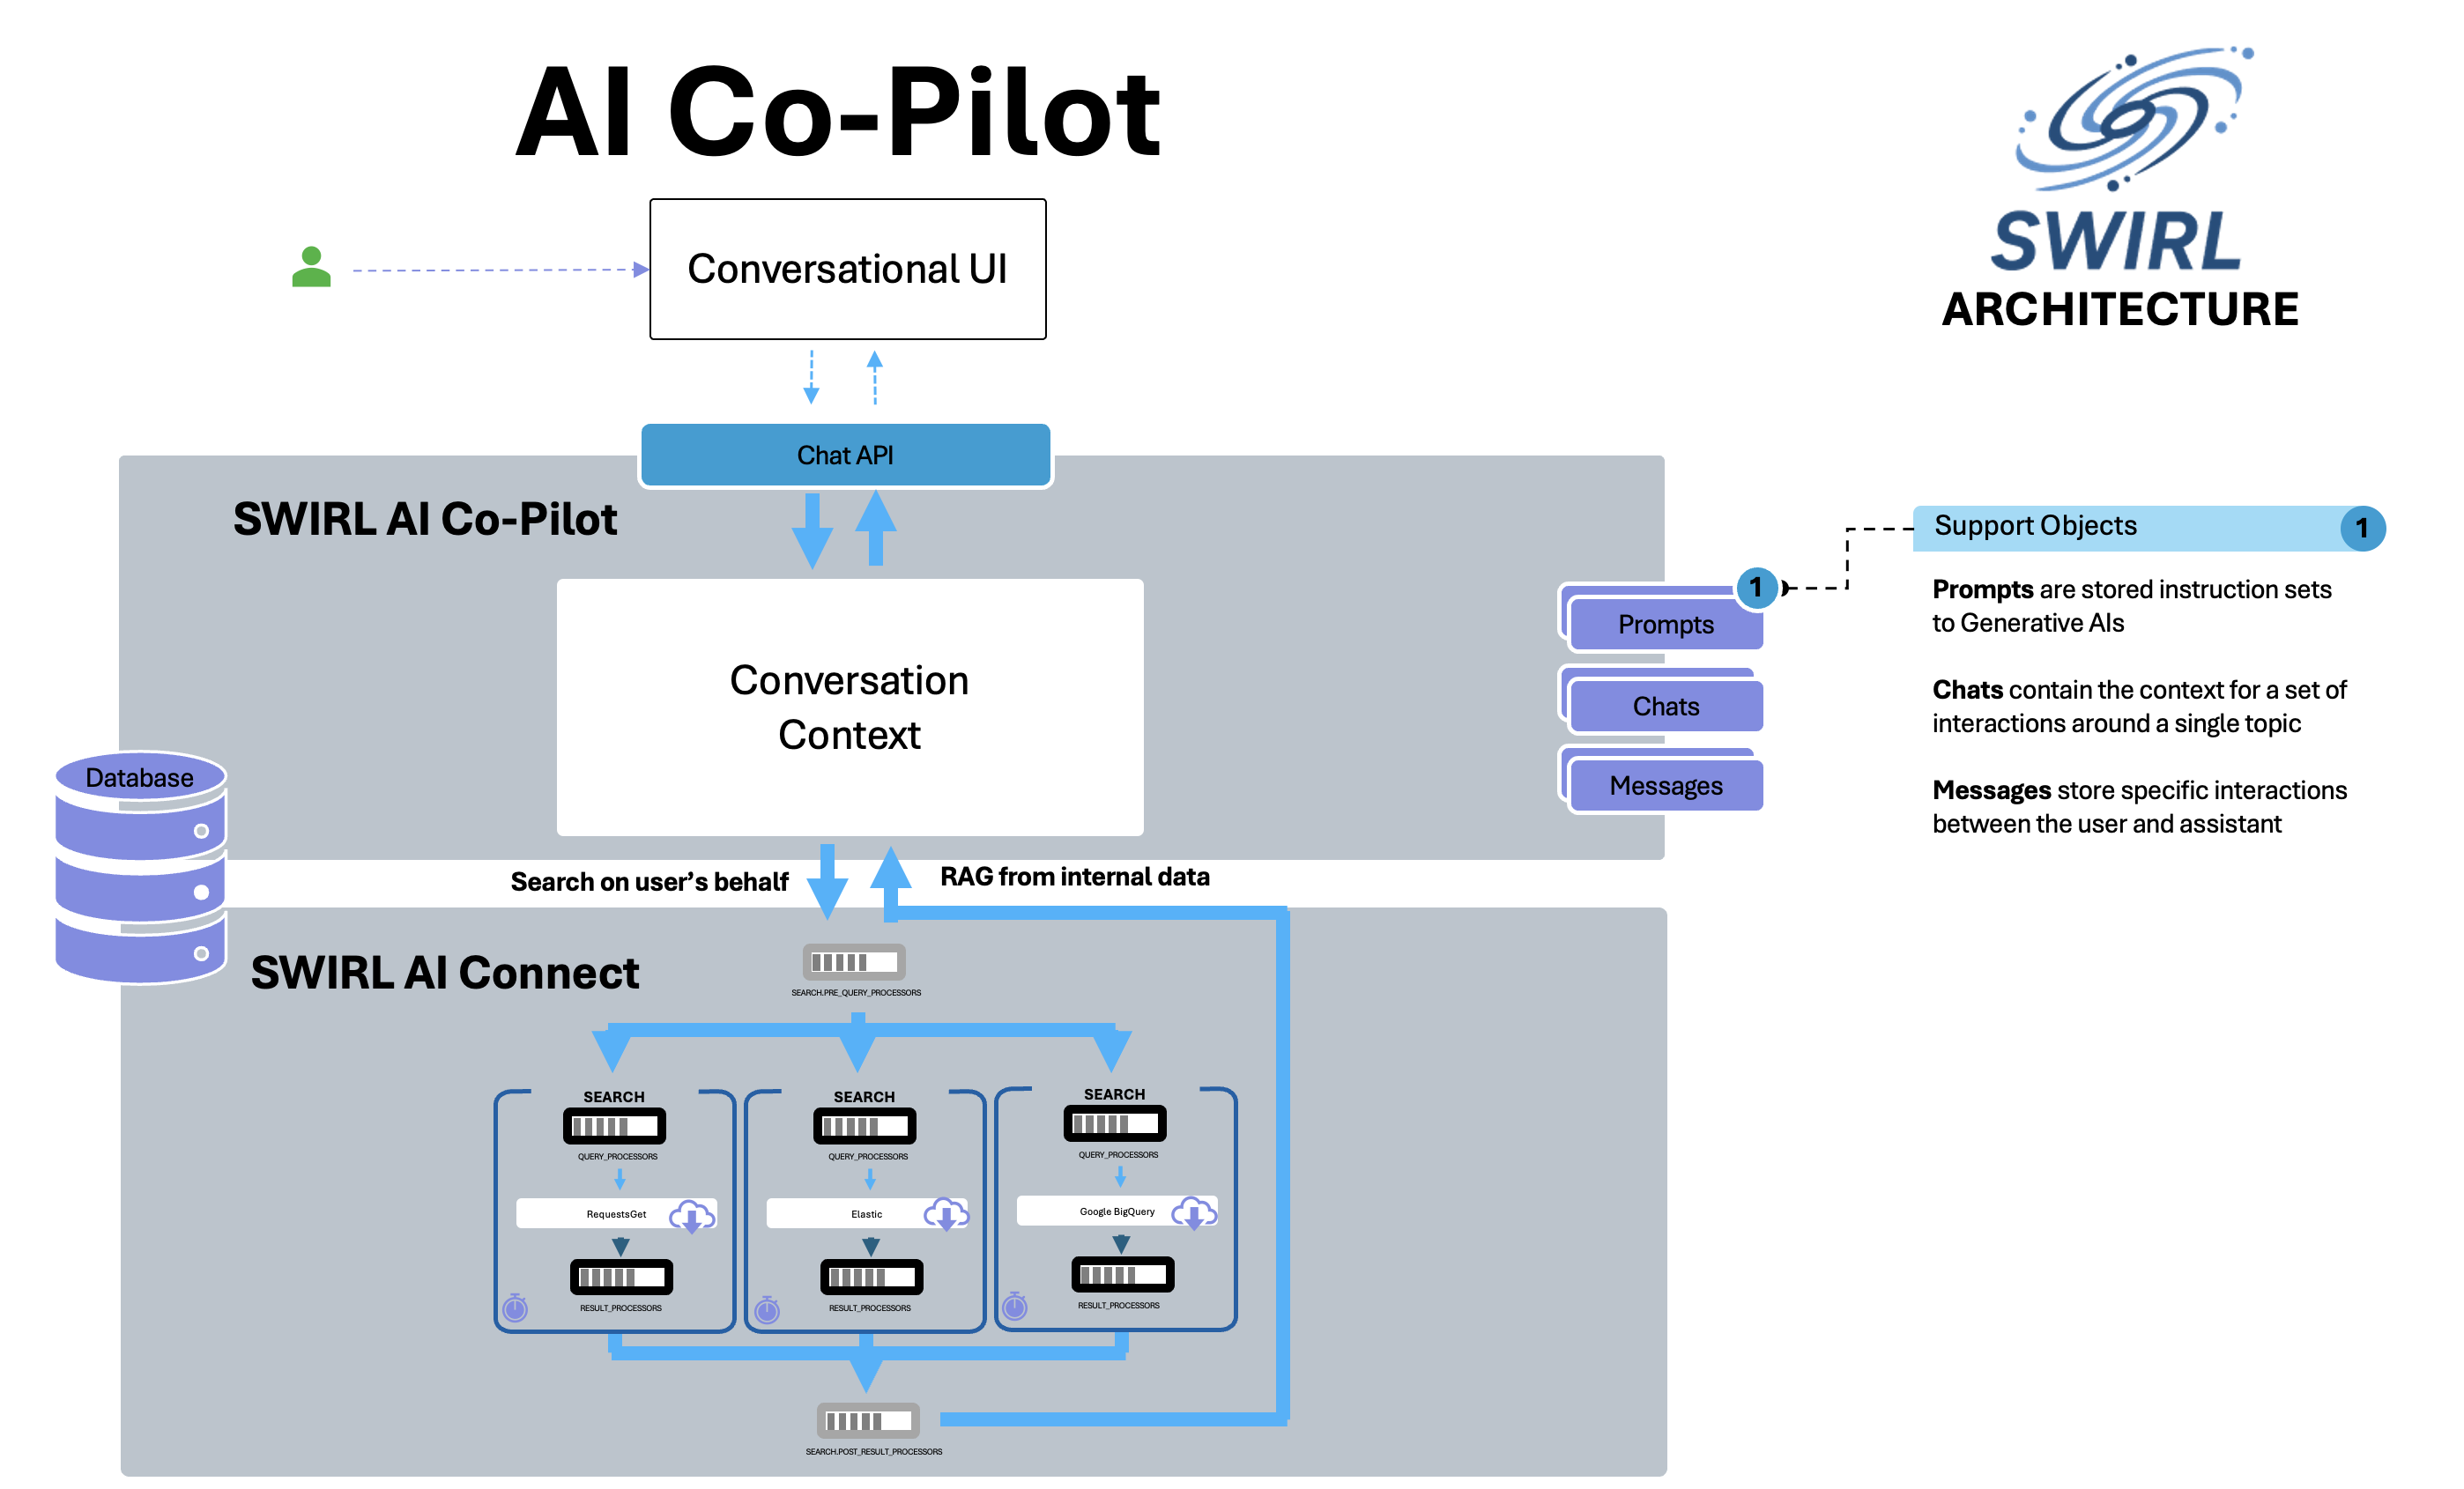 AI Co-Pilot
SWIRL
ARCHITECTURE
Conversational UI
Chat API
SWIRL AI Co-Pilot
Conversation
Context
Prompts
1
Chats
Messages
Support Objects
1
Prompts are stored instruction sets
to Generative AIs
Chats contain the context for a set of
interactions around a single topic
Messages store specific interactions
between the user and assistant
Database
Search on user’s behalf
RAG from internal data
SWIRL AI Connect
SEARCH.PRE_QUERY_PROCESSORS
SEARCH
QUERY_PROCESSORS
RequestsGet
RESULT_PROCESSORS
SEARCH
QUERY_PROCESSORS
Elastic
RESULT_PROCESSORS
SEARCH
QUERY_PROCESSORS
Google BigQuery
RESULT_PROCESSORS
SEARCH.POST_RESULT_PROCESSORS